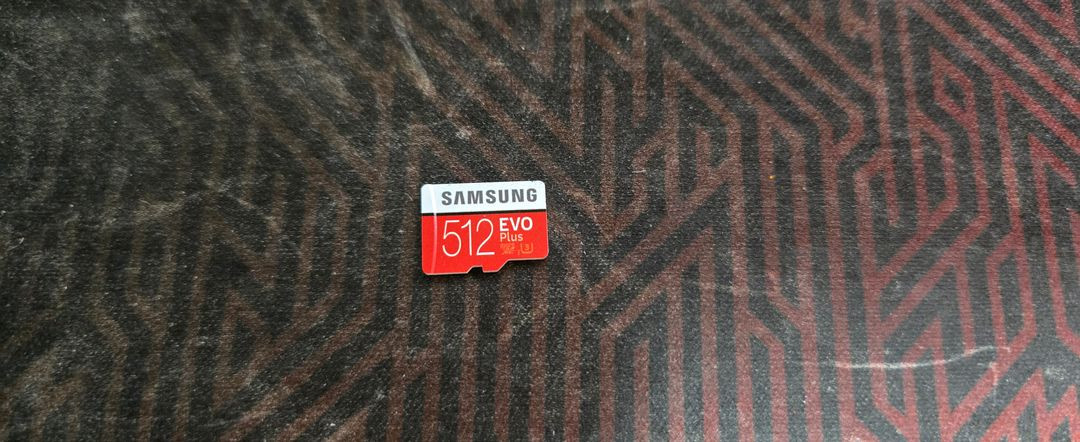 SAMSUNG
512 EVO
Plus